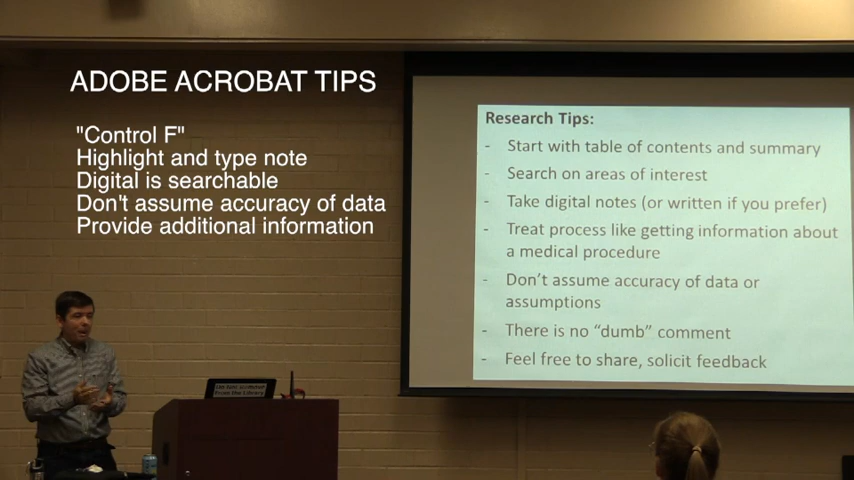 ADOBE ACROBAT TIPS
"Control F"
Highlight and type note
Digital is searchable
Don't assume accuracy of data
Provide additional information
Research Tips:
- Start with table of contents and summary
- Search on areas of interest
- Take digital notes (or written if you prefer)
- Treat process like getting information about
a medical procedure
- Don't assume accuracy of data or
assumptions
- There is no "dumb" comment
- Feel free to share, solicit feedback
From the Library